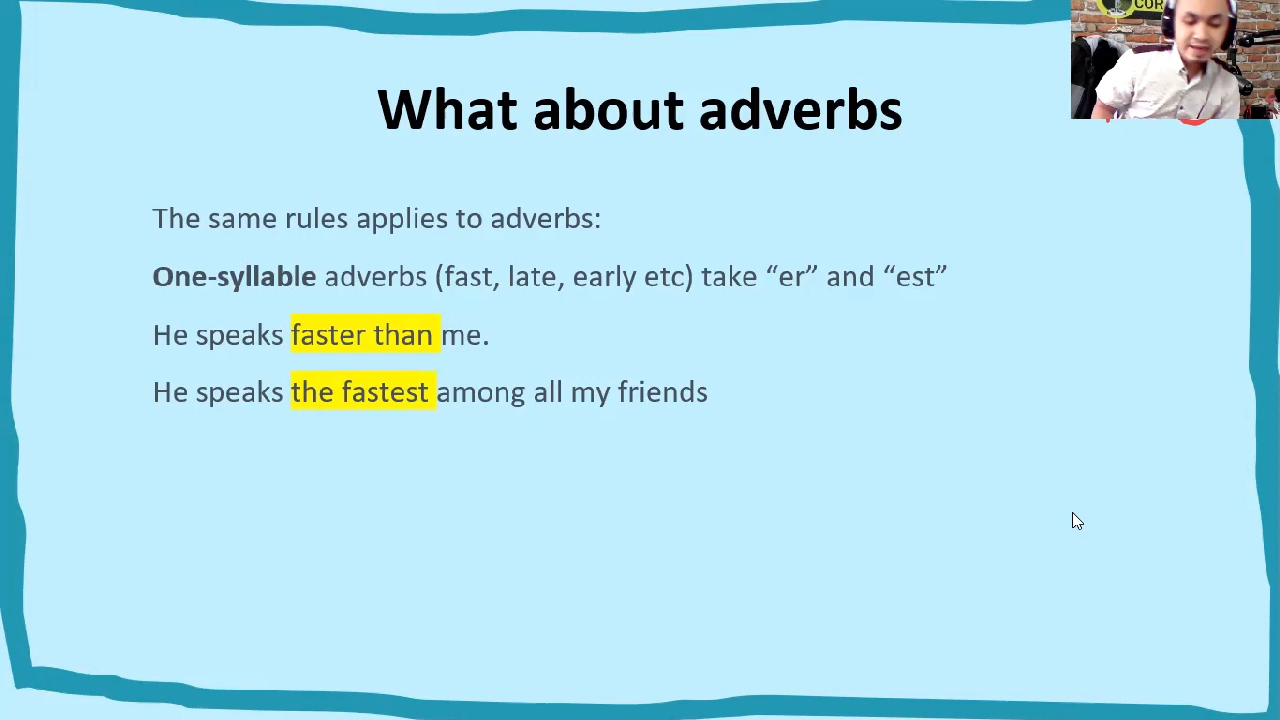 COR
What about adverbs
The same rules applies to adverbs:
One-syllable adverbs (fast, late, early etc) take “er” and “est”
He speaks faster than me.
He speaks the fastest among all my friends